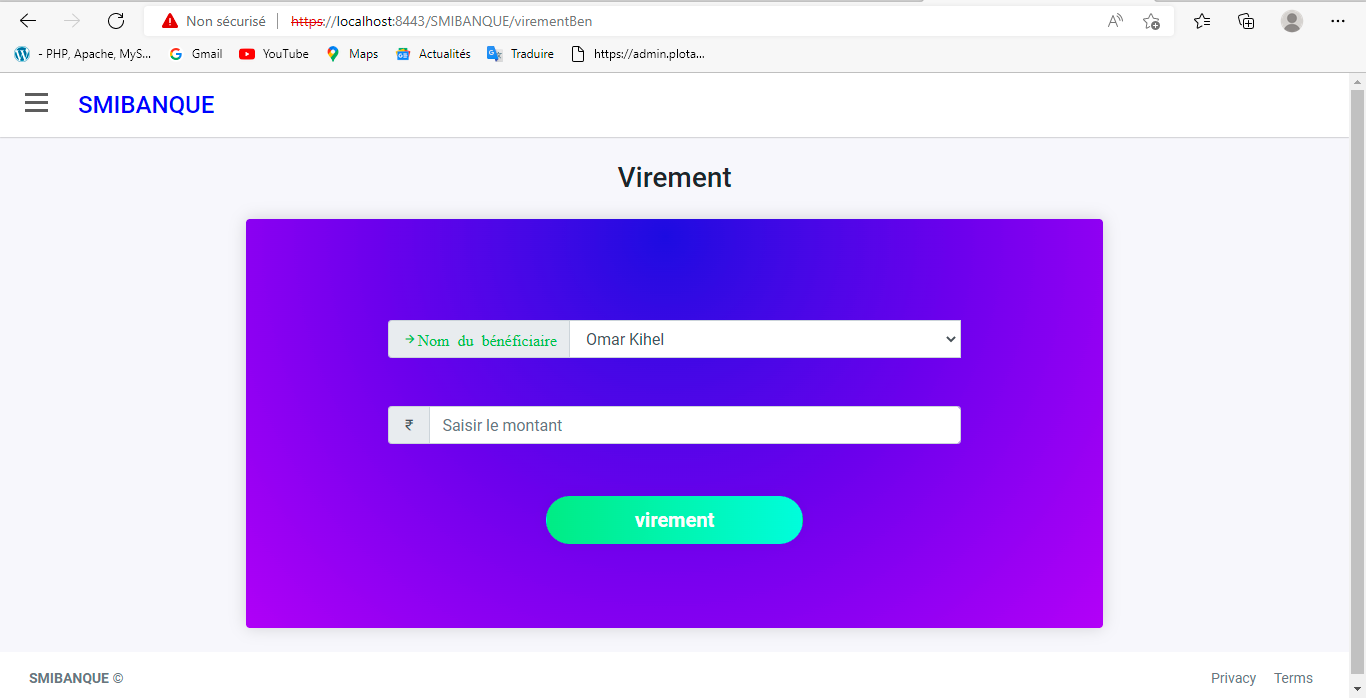 Non sécurisé https://localhost:8443/SMIBANQUE/virementBen
- PHP, Apache, MyS... Gmail YouTube Maps Actualités Traduire https://admin.plota...
SMIBANQUE
Virement
→Nom du bénéficiaire Omar Kihel
₹ Saisir le montant
virement
SMIBANQUE © Privacy Terms